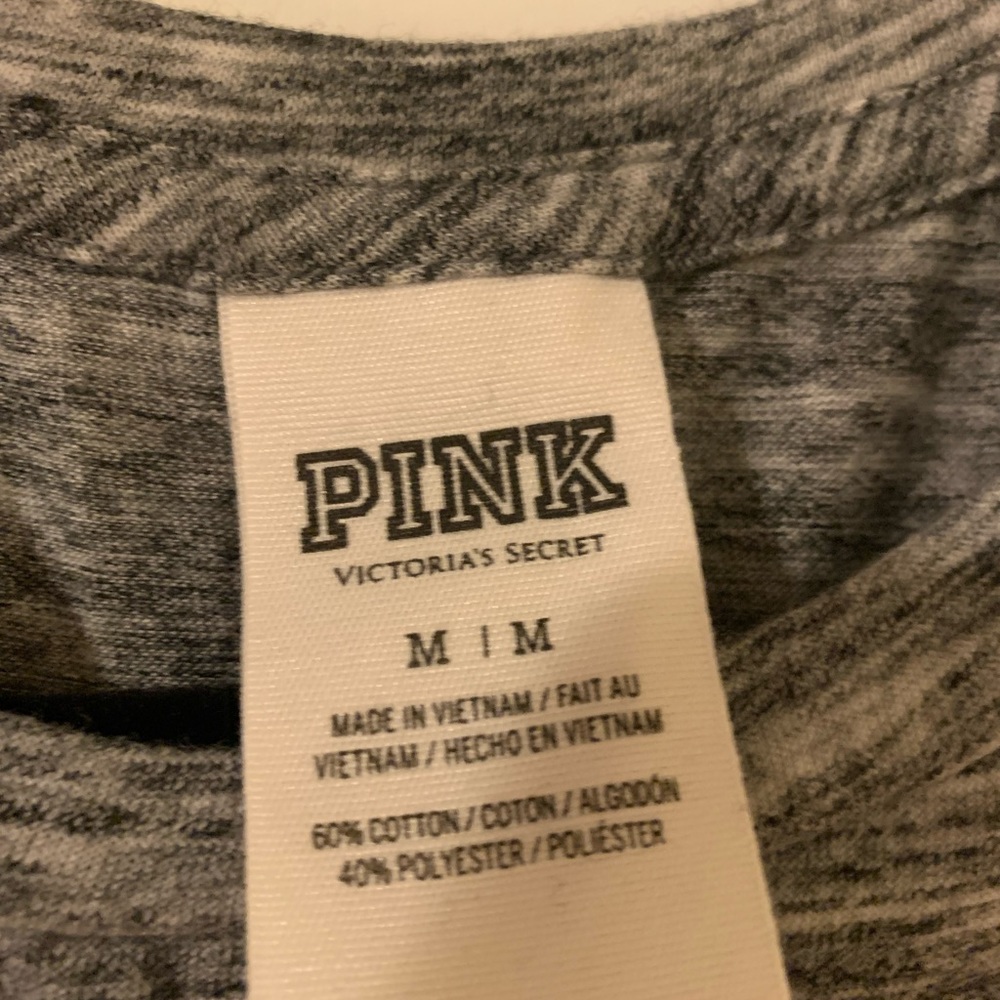 PINK
VICTORIA'S SECRET
M | M
MADE IN VIETNAM / FAIT AU
VIETNAM / HECHO EN VIETNAM
60% COTTON / COTON / ALGODÓN
40% POLYESTER / POLIÉSTER